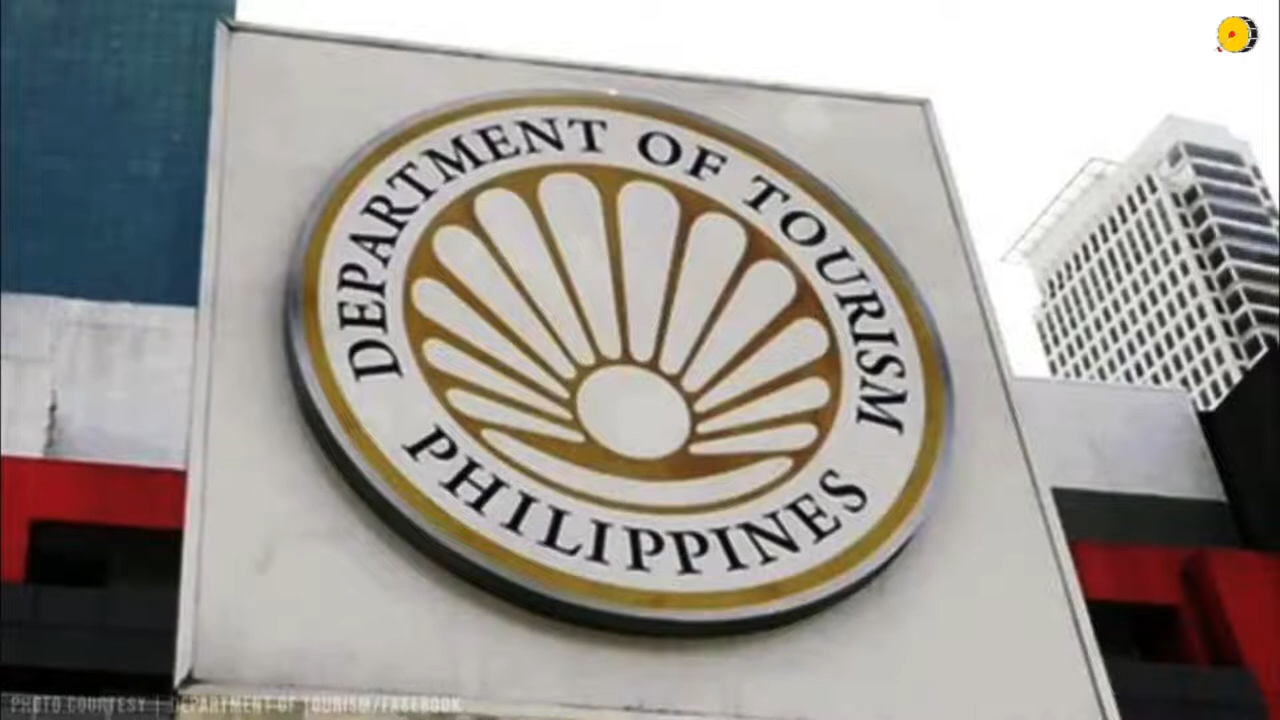 DEPARTMENT OF TOURISM
PHILIPPINES
PHOTO COURTESY | DEPARTMENT OF TOURISM/FACEBOOK